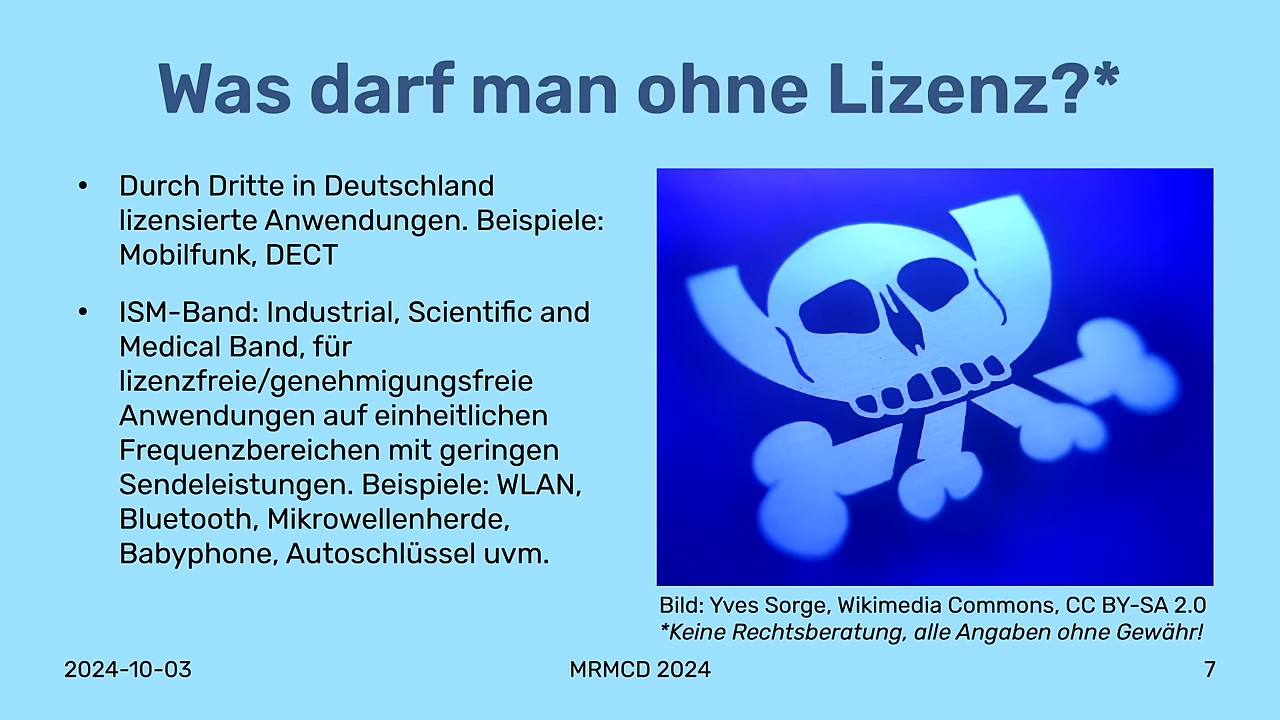 Was darf man ohne Lizenz?*
• Durch Dritte in Deutschland
lizensierte Anwendungen. Beispiele:
Mobilfunk, DECT
• ISM-Band: Industrial, Scientific and
Medical Band, für
lizenzfreie/genehmigungsfreie
Anwendungen auf einheitlichen
Frequenzbereichen mit geringen
Sendeleistungen. Beispiele: WLAN,
Bluetooth, Mikrowellenherde,
Babyphone, Autoschlüssel uvm.
Bild: Yves Sorge, Wikimedia Commons, CC BY-SA 2.0
*Keine Rechtsberatung, alle Angaben ohne Gewähr!
2024-10-03 MRMCD 2024 7